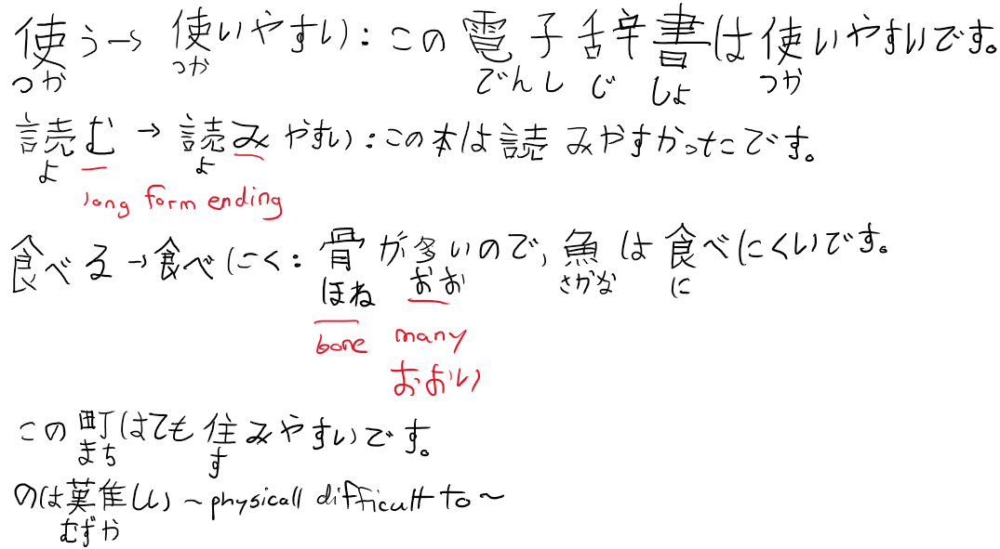 使う→ 使いやすい：この電子辞書は使いやすいです。
つか つか でんし じ しょ つか
読む → 読みやすい：この本は読みやすかったです。
よ よ
long form ending
食べる→食べにく：骨が多いので、魚は食べにくいです。
ほね おお さかな に
bone many
おおい
この町はても住みやすいです。
まち す
のは難しい ~physicall difficult to~
むずか